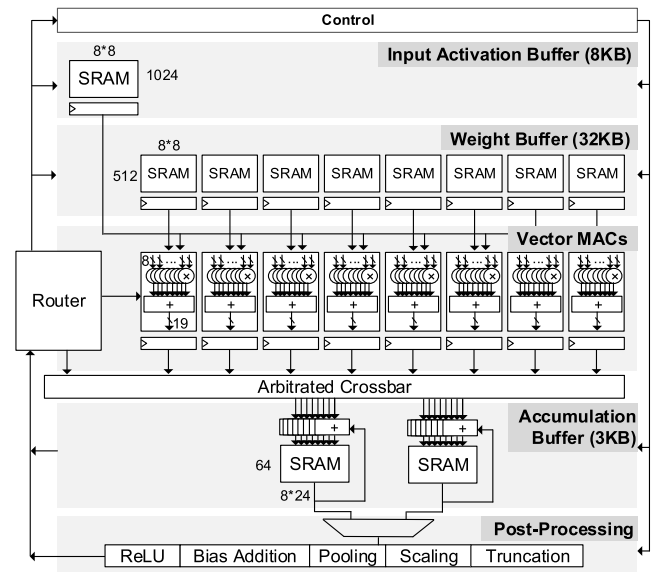 Control
Input Activation Buffer (8KB)
8*8
SRAM
1024
Weight Buffer (32KB)
8*8
512
SRAM SRAM SRAM SRAM SRAM SRAM SRAM SRAM
Vector MACs
8
... ... ... ... ... ... ... ...
× × × × × × × ×
Router
+ + + + + + + +
19
Arbitrated Crossbar
Accumulation
Buffer (3KB)
+ +
64
SRAM SRAM
8*24
Post-Processing
ReLU Bias Addition Pooling Scaling Truncation